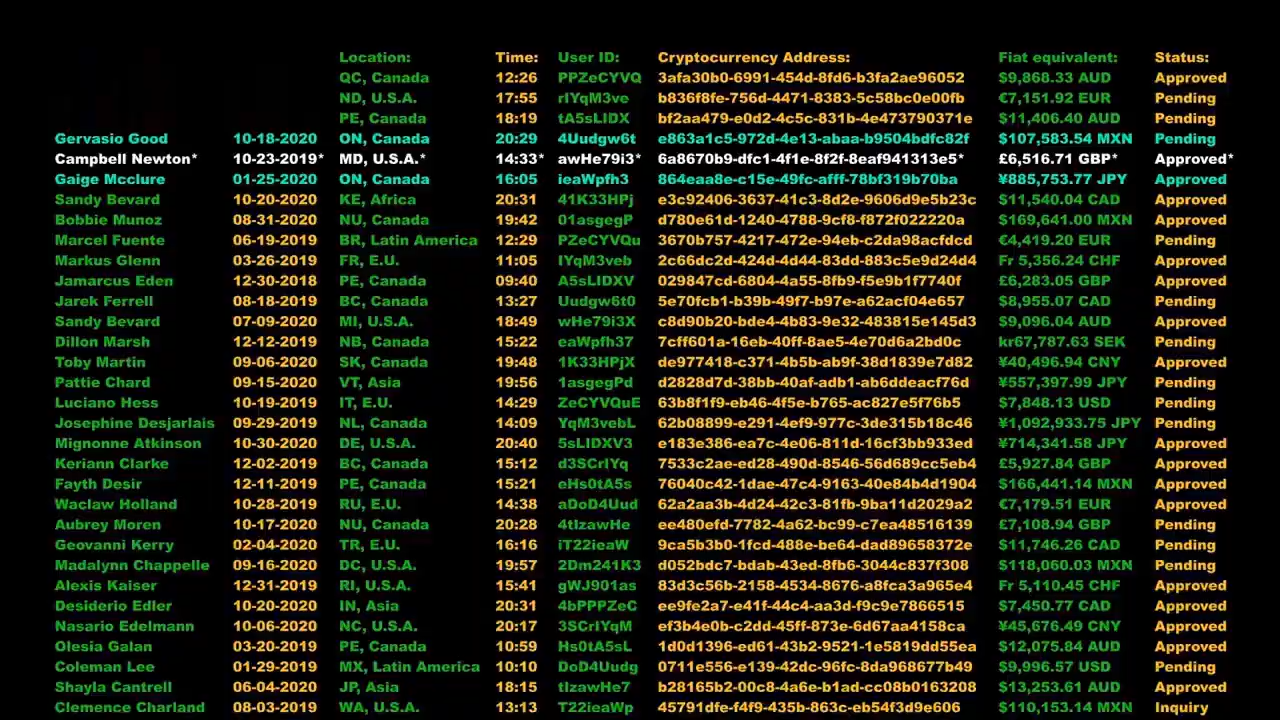 Location: Time: User ID: Cryptocurrency Address: Fiat equivalent: Status:
QC, Canada 12:26 PPZeCYVQ 3afa30b0-6991-454d-8fd6-b3fa2ae96052 $9,868.33 AUD Approved
ND, U.S.A. 17:55 rIYqM3ve b836f8fe-756d-4471-8383-5c58bc0e00fb €7,151.92 EUR Pending
PE, Canada 18:19 tA5sLIDX bf2aa479-e0d2-4c5c-831b-4e473790371e $11,406.40 AUD Pending
Gervasio Good 10-18-2020 ON, Canada 20:29 4Uudgw6t e863a1c5-972d-4e13-abaa-b9504bdfc82f $107,583.54 MXN Pending
Campbell Newton* 10-23-2019* MD, U.S.A.* 14:33* awHe79i3* 6a8670b9-dfc1-4f1e-8f2f-8eaf941313e5* £6,516.71 GBP* Approved*
Gaige Mcclure 01-25-2020 ON, Canada 16:05 ieaWpfh3 864eaa8e-c15e-49fc-afff-78bf319b70ba ¥885,753.77 JPY Approved
Sandy Bevard 10-20-2020 KE, Africa 20:31 41K33HPj e3c92406-3637-41c3-8d2e-9606d9e5b23c $11,540.04 CAD Approved
Bobbie Munoz 08-31-2020 NU, Canada 19:42 01asgegP d780e61d-1240-4788-9cf8-f872f022220a $169,641.00 MXN Pending
Marcel Fuente 06-19-2019 BR, Latin America 12:29 PZeCYVQu 3670b757-4217-472e-94eb-c2da98acfdcd €4,419.20 EUR Pending
Markus Glenn 03-26-2019 FR, E.U. 11:05 IYqM3veb 2c66dc2d-424d-4d44-83dd-883c5e9d24d4 Fr 5,356.24 CHF Approved
Jamarcus Eden 12-30-2018 PE, Canada 09:40 A5sLIDXV 029847cd-6804-4a55-8fb9-f5e9b1f7740f £6,283.05 GBP Approved
Jarek Ferrell 08-18-2019 BC, Canada 13:27 Uudgw6t0 5e70fcb1-b39b-49f7-b97e-a62acf04e657 $8,955.07 CAD Pending
Sandy Bevard 07-09-2020 MI, U.S.A. 18:49 wHe79i3X c8d90b20-bde4-4b83-9e32-483815e145d3 $9,096.04 AUD Approved
Dillon Marsh 12-12-2019 NB, Canada 15:22 eaWpfh37 7cff601a-16eb-40ff-8ae5-4e70d6a2bd0c kr67,787.63 SEK Pending
Toby Martin 09-06-2020 SK, Canada 19:48 1K33HPjX de977418-c371-4b5b-ab9f-38d1839e7d82 ¥40,496.94 CNY Approved
Pattie Chard 09-15-2020 VT, Asia 19:56 1asgegPd d2828d7d-38bb-40af-adb1-ab6ddeacf76d ¥557,397.99 JPY Pending
Luciano Hess 10-19-2019 IT, E.U. 14:29 ZeCYVQuE 63b8f1f9-eb46-4f5e-b765-ac827e5f76b5 $7,848.13 USD Pending
Josephine Desjarlais 09-29-2019 NL, Canada 14:09 YqM3vebL 62b08899-e291-4ef9-977c-3de315b18c46 ¥1,092,933.75 JPY Pending
Mignonne Atkinson 10-30-2020 DE, U.S.A. 20:40 5sLIDXV3 e183e386-ea7c-4e06-811d-16cf3bb933ed ¥714,341.58 JPY Approved
Keriann Clarke 12-02-2019 BC, Canada 15:12 d3SCrIYq 7533c2ae-ed28-490d-8546-56d689cc5eb4 £5,927.84 GBP Approved
Fayth Desir 12-11-2019 PE, Canada 15:21 eHs0tA5s 76040c42-1dae-47c4-9163-40e84b4d1904 $166,441.14 MXN Approved
Waclaw Holland 10-28-2019 RU, E.U. 14:38 aDoD4Uud 62a2aa3b-4d24-42c3-81fb-9ba11d2029a2 €7,179.51 EUR Approved
Aubrey Moren 10-17-2020 NU, Canada 20:28 4tIzawHe ee480efd-7782-4a62-bc99-c7ea48516139 £7,108.94 GBP Pending
Geovanni Kerry 02-04-2020 TR, E.U. 16:16 iT22ieaW 9ca5b3b0-1fcd-488e-be64-dad89658372e $11,746.26 CAD Pending
Madalynn Chappelle 09-16-2020 DC, U.S.A. 19:57 2Dm241K3 d052bdc7-bdab-43ed-8fb6-3044c837f308 $118,060.03 MXN Pending
Alexis Kaiser 12-31-2019 RI, U.S.A. 15:41 gWJ901as 83d3c56b-2158-4534-8676-a8fca3a965e4 Fr 5,110.45 CHF Approved
Desiderio Edler 10-20-2020 IN, Asia 20:31 4bPPPZeC ee9fe2a7-e41f-44c4-aa3d-f9c9e7866515 $7,450.77 CAD Approved
Nasario Edelmann 10-06-2020 NC, U.S.A. 20:17 3SCrIYqM ef3b4e0b-c2dd-45ff-873e-6d67aa4158ca ¥45,676.49 CNY Approved
Olesia Galan 03-20-2019 PE, Canada 10:59 Hs0tA5sL 1d0d1396-ed61-43b2-9521-1e5819dd55ea $12,075.84 AUD Approved
Coleman Lee 01-29-2019 MX, Latin America 10:10 DoD4Uudg 0711e556-e139-42dc-96fc-8da968677b49 $9,996.57 USD Pending
Shayla Cantrell 06-04-2020 JP, Asia 18:15 tIzawHe7 b28165b2-00c8-4a6e-b1ad-cc08b0163208 $13,253.61 AUD Approved
Clemence Charland 08-03-2019 WA, U.S.A. 13:13 T22ieaWp 45791dfe-f4f9-435b-863c-eb54f3d9e606 $110,153.14 MXN Inquiry